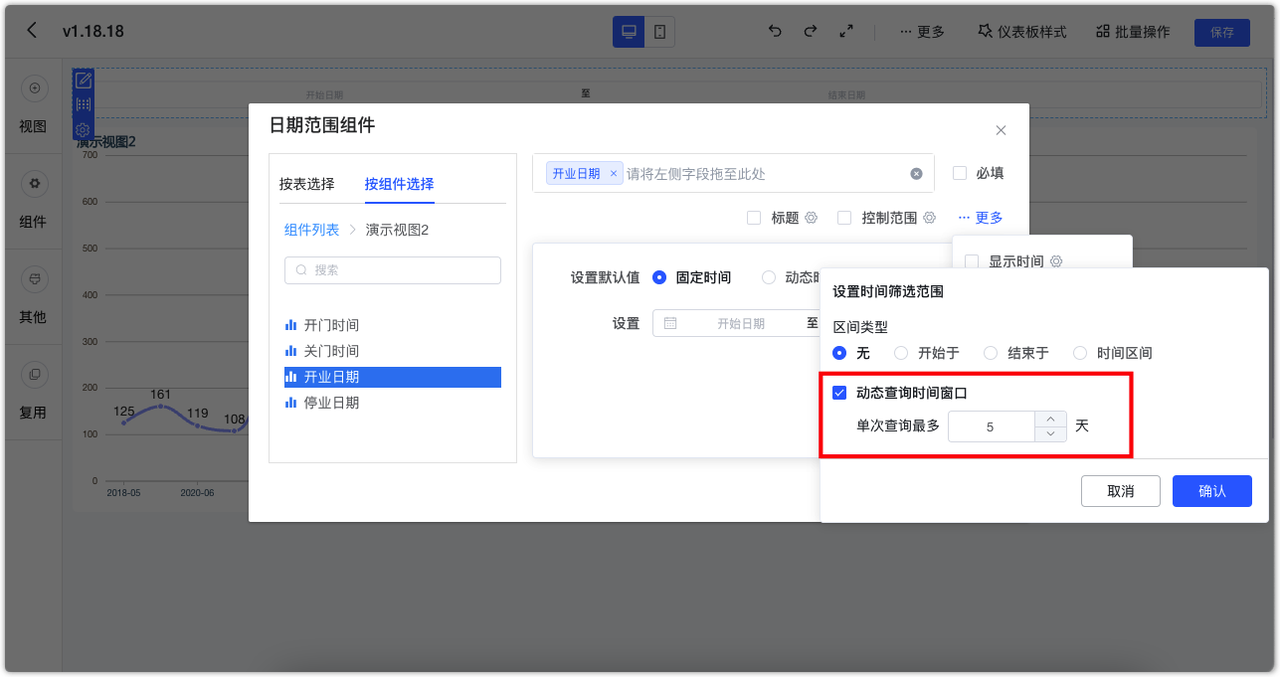 v1.18.18
更多
仪表板样式
批量操作
保存
视图
组件
其他
复用
开始日期
至
结束日期
演示视图2
700
600
500
400
300
200
100
0
125
161
119
108
2018-05
2020-06
日期范围组件
按表选择
按组件选择
组件列表 > 演示视图2
搜索
开门时间
关门时间
开业日期
停业日期
开业日期 × 请将左侧字段拖至此处
必填
标题
控制范围
··· 更多
显示时间
设置默认值
固定时间
设置
开始日期
至
设置时间筛选范围
区间类型
无
开始于
结束于
时间区间
动态查询时间窗口
单次查询最多 5 天
取消
确认